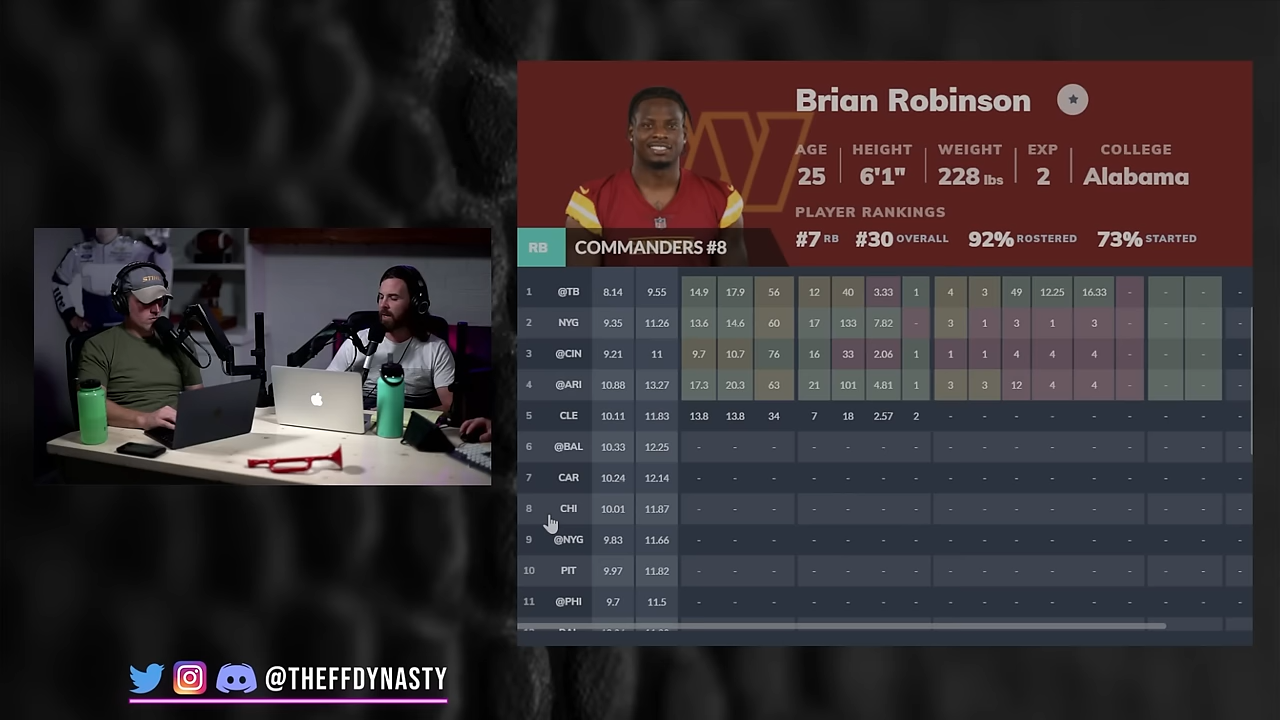 Brian Robinson
AGE HEIGHT WEIGHT EXP COLLEGE
25 6'1" 228 lbs 2 Alabama
PLAYER RANKINGS
#7 RB #30 OVERALL 92% ROSTERED 73% STARTED
RB COMMANDERS #8
1 @TB 8.14 9.55 14.9 17.9 56 12 40 3.33 1 4 3 49 12.25 16.33 - - - -
2 NYG 9.35 11.26 13.6 14.6 60 17 133 7.82 - 3 1 3 1 3 - - - -
3 @CIN 9.21 11 9.7 10.7 76 16 33 2.06 1 1 1 4 4 4 - - - -
4 @ARI 10.88 13.27 17.3 20.3 63 21 101 4.81 1 3 3 12 4 4 - - - -
5 CLE 10.11 11.83 13.8 13.8 34 7 18 2.57 2 - - - - - - - - -
6 @BAL 10.33 12.25 - - - - - - - - - - - - - - - -
7 CAR 10.24 12.14 - - - - - - - - - - - - - - - -
8 CHI 10.01 11.87 - - - - - - - - - - - - - - - -
9 @NYG 9.83 11.66 - - - - - - - - - - - - - - - -
10 PIT 9.97 11.82 - - - - - - - - - - - - - - - -
11 @PHI 9.7 11.5 - - - - - - - - - - - - - - - -
@THEFFDYNASTY